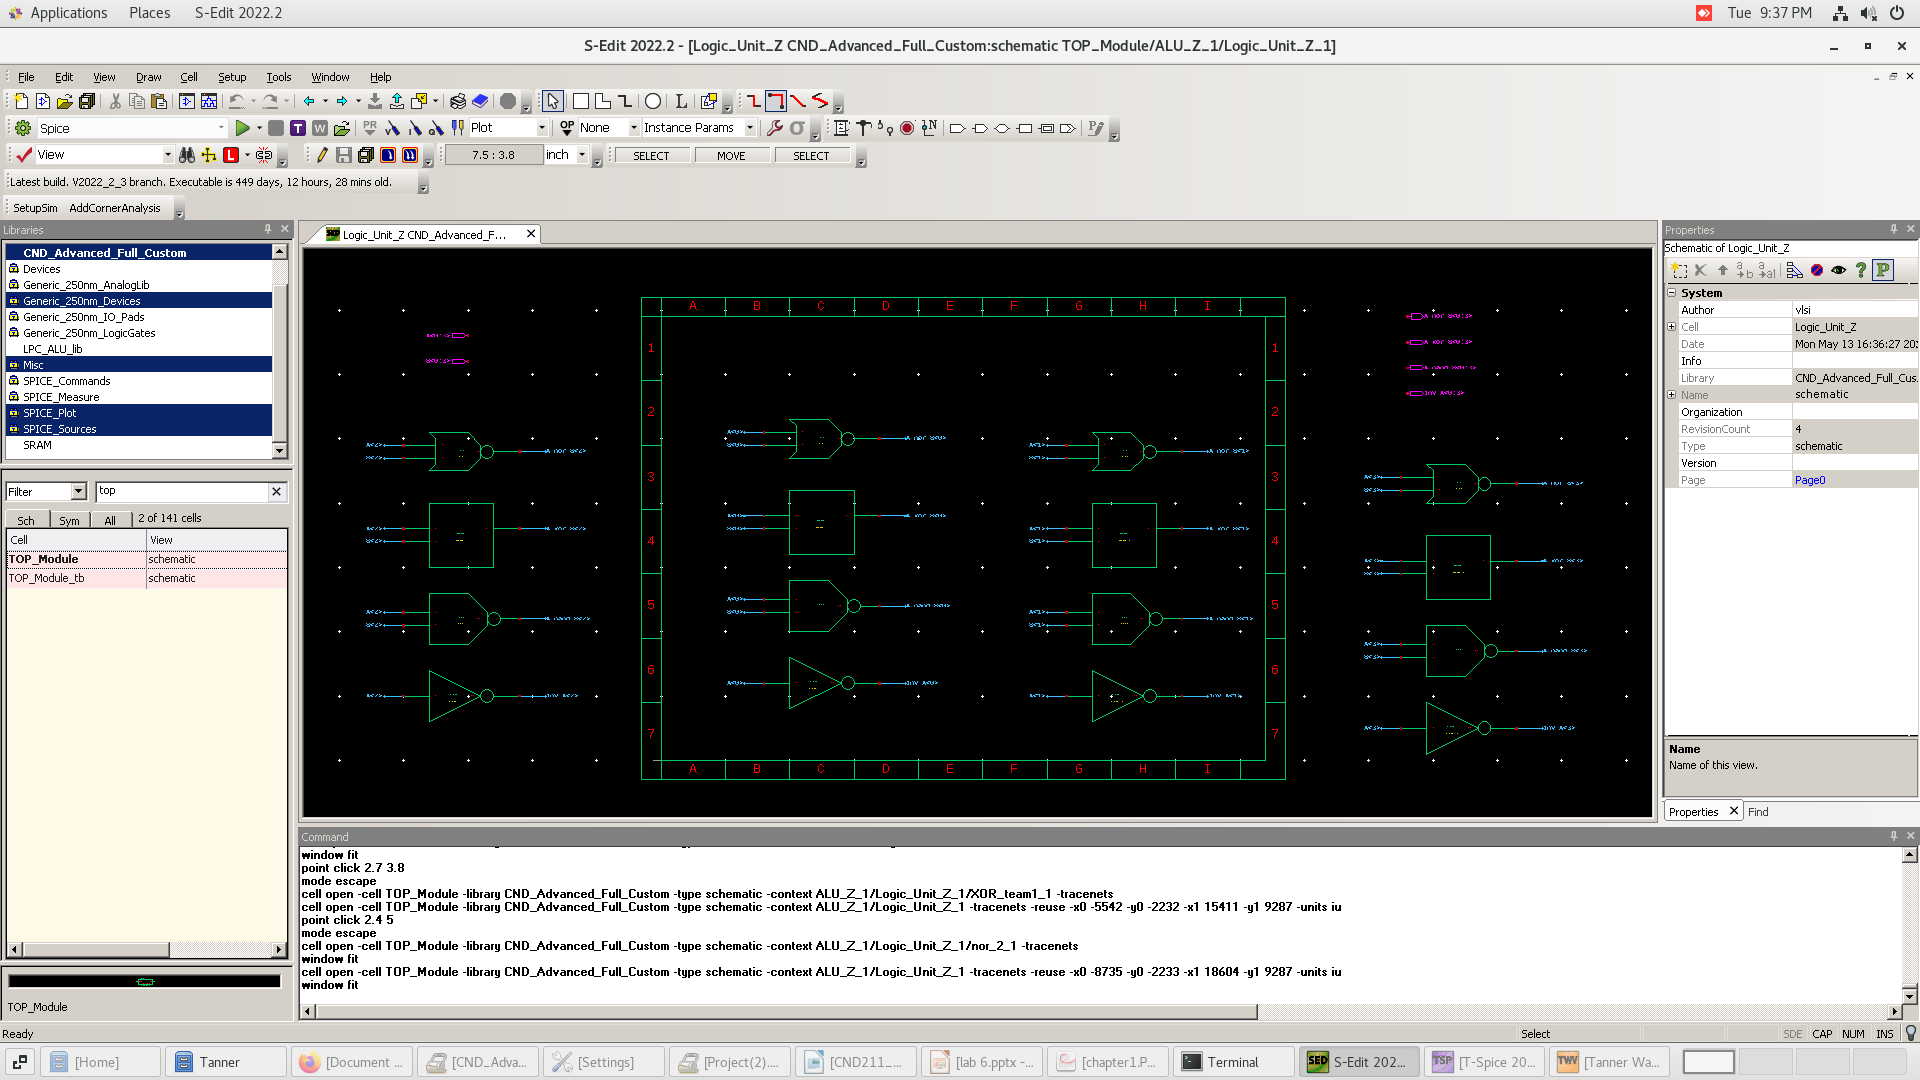 Applications Places S-Edit 2022.2 Tue 9:37 PM
S-Edit 2022.2 - [Logic_Unit_Z CND_Advanced_Full_Custom:schematic TOP_Module/ALU_Z_1/Logic_Unit_Z_1]
File Edit View Draw Cell Setup Tools Window Help
Spice Plot OP None Instance Params
View 7.5 : 3.8 inch SELECT MOVE SELECT
Latest build. V2022_2_3 branch. Executable is 449 days, 12 hours, 28 mins old.
SetupSim AddCornerAnalysis
Libraries
CND_Advanced_Full_Custom
Devices
Generic_250nm_AnalogLib
Generic_250nm_Devices
Generic_250nm_IO_Pads
Generic_250nm_LogicGates
LPC_ALU_lib
Misc
SPICE_Commands
SPICE_Measure
SPICE_Plot
SPICE_Sources
SRAM
Filter top
Sch Sym All 2 of 141 cells
Cell View
TOP_Module schematic
TOP_Module_tb schematic
TOP_Module
Logic_Unit_Z CND_Advanced_F...
A B C D E F G H I
1 1
2 2
3 3
4 4
5 5
6 6
7 7
A B C D E F G H I
Properties
Schematic of Logic_Unit_Z
System
Author vlsi
Cell Logic_Unit_Z
Date Mon May 13 16:36:27 20
Info
Library CND_Advanced_Full_Cus
Name schematic
Organization
RevisionCount 4
Type schematic
Version
Page Page0
Name
Name of this view.
Properties Find
Command
window fit
point click 2.7 3.8
mode escape
cell open -cell TOP_Module -library CND_Advanced_Full_Custom -type schematic -context ALU_Z_1/Logic_Unit_Z_1/XOR_team1_1 -tracenets
cell open -cell TOP_Module -library CND_Advanced_Full_Custom -type schematic -context ALU_Z_1/Logic_Unit_Z_1 -tracenets -reuse -x0 -5542 -y0 -2232 -x1 15411 -y1 9287 -units iu
point click 2.4 5
mode escape
cell open -cell TOP_Module -library CND_Advanced_Full_Custom -type schematic -context ALU_Z_1/Logic_Unit_Z_1/nor_2_1 -tracenets
window fit
cell open -cell TOP_Module -library CND_Advanced_Full_Custom -type schematic -context ALU_Z_1/Logic_Unit_Z_1 -tracenets -reuse -x0 -8735 -y0 -2233 -x1 18604 -y1 9287 -units iu
window fit
Ready Select SDE CAP NUM INS
[Home] Tanner [Document ... [CND_Adva... [Settings] [Project(2).... [CND211_... [lab 6.pptx -... [chapter1.P... Terminal S-Edit 202... [T-Spice 20... [Tanner Wa...